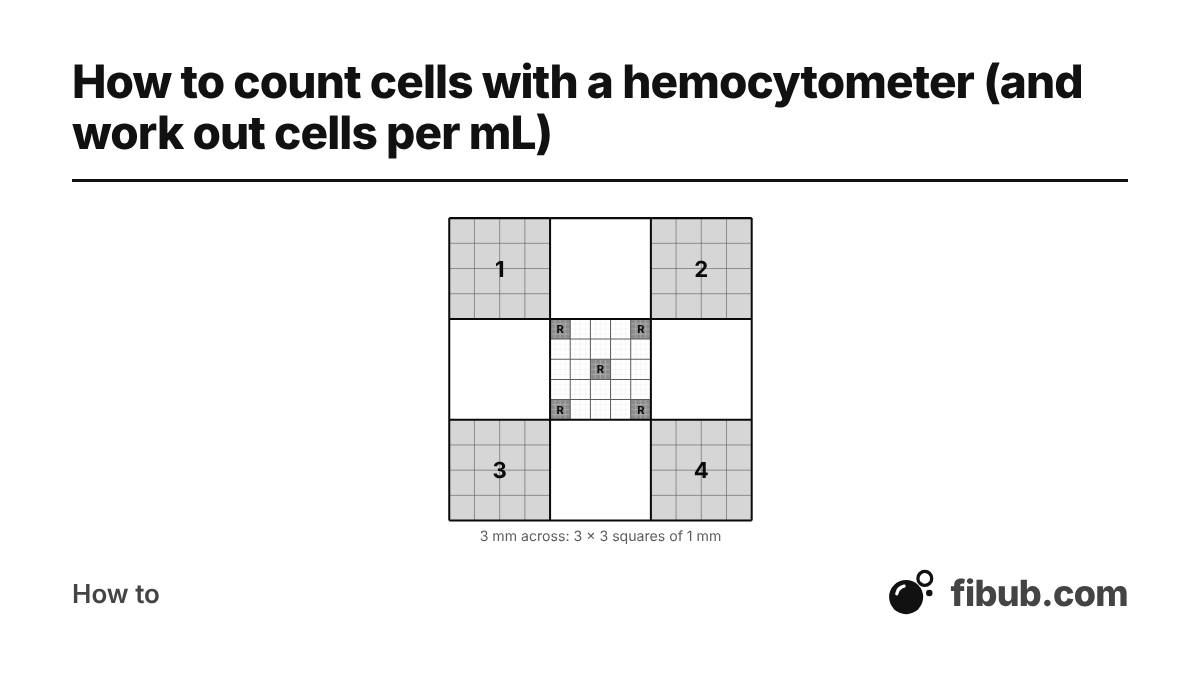 How to count cells with a hemocytometer (and
work out cells per mL)
1
2
R
R
R
R
R
3
4
3 mm across: 3 × 3 squares of 1 mm
How to
fibub.com